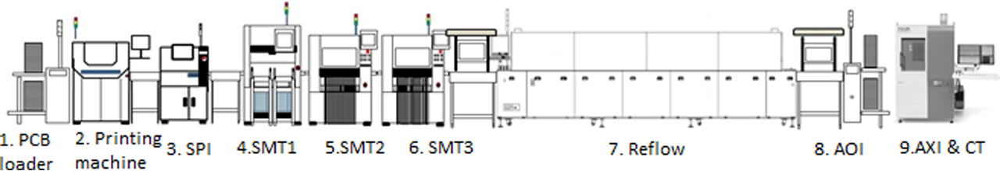 1. PCB
loader
2. Printing
machine
3. SPI
4.SMT1
5.SMT2
6. SMT3
7. Reflow
8. AOI
9.AXI & CT